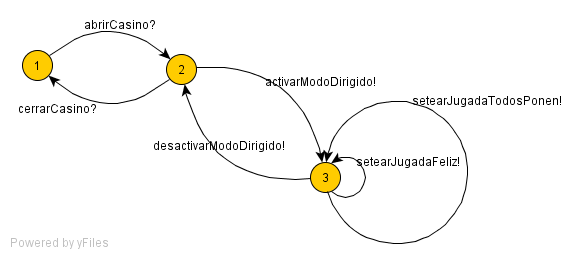 abrirCasino?
1
2
activarModoDirigido!
setearJugadaTodosPonen!
cerrarCasino?
desactivarModoDirigido!
setearJugadaFeliz!
3
Powered by yFiles